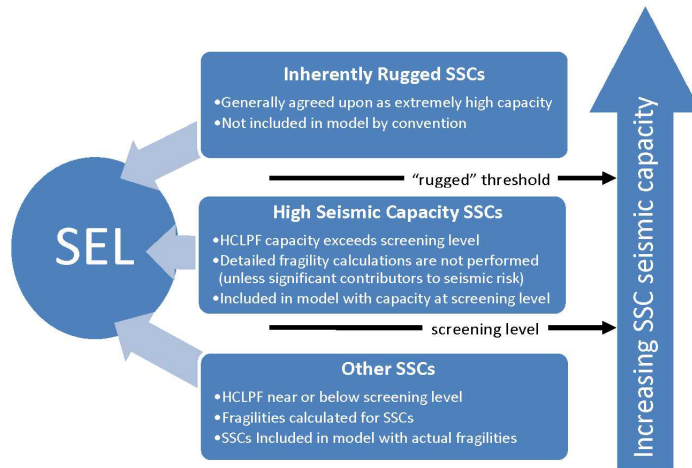 Inherently Rugged SSCs
•Generally agreed upon as extremely high capacity
•Not included in model by convention
"rugged" threshold
SEL
High Seismic Capacity SSCs
•HCLPF capacity exceeds screening level
•Detailed fragility calculations are not performed
(unless significant contributors to seismic risk)
•Included in model with capacity at screening level
screening level
Other SSCs
•HCLPF near or below screening level
•Fragilities calculated for SSCs
•SSCs Included in model with actual fragilities
Increasing SSC seismic capacity